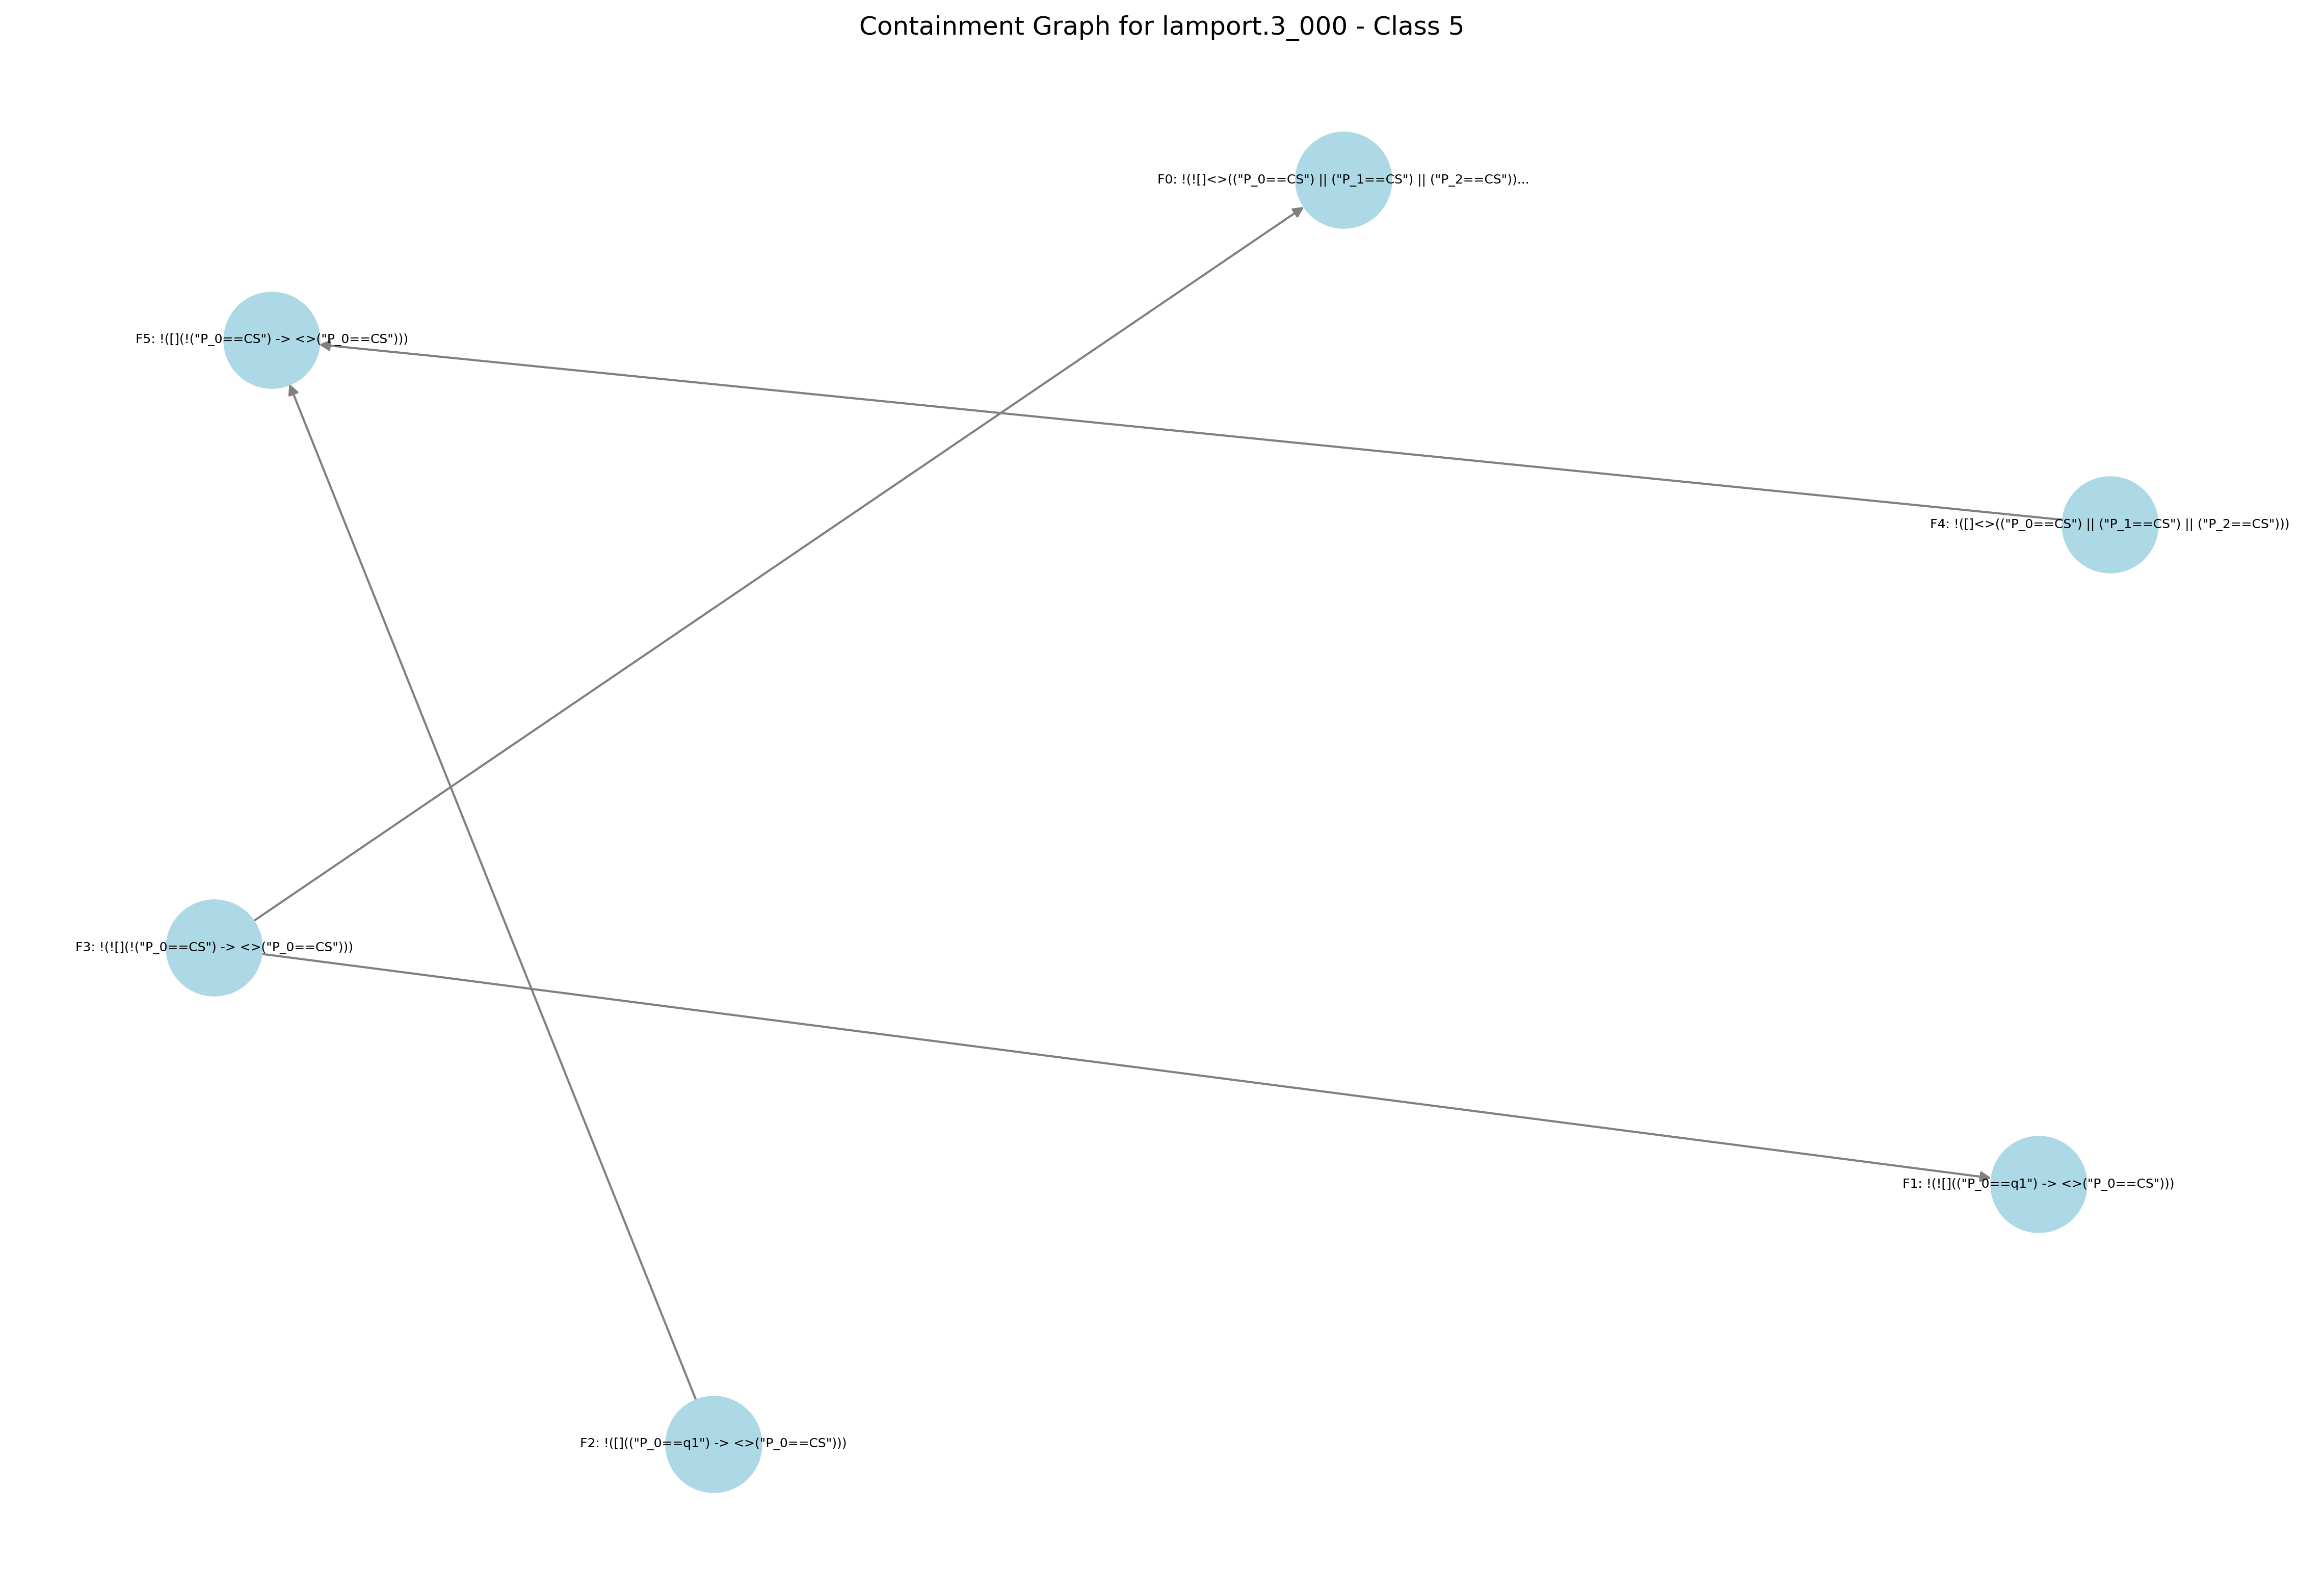 Containment Graph for lamport.3_000 - Class 5
F0: !(![]<>(("P_0==CS") || ("P_1==CS") || ("P_2==CS"))...
F5: !([](!("P_0==CS") -> <>("P_0==CS")))
F4: !([]<>(("P_0==CS") || ("P_1==CS") || ("P_2==CS")))
F3: !(![](!("P_0==CS") -> <>("P_0==CS")))
F1: !(![](("P_0==q1") -> <>("P_0==CS")))
F2: !([](("P_0==q1") -> <>("P_0==CS")))